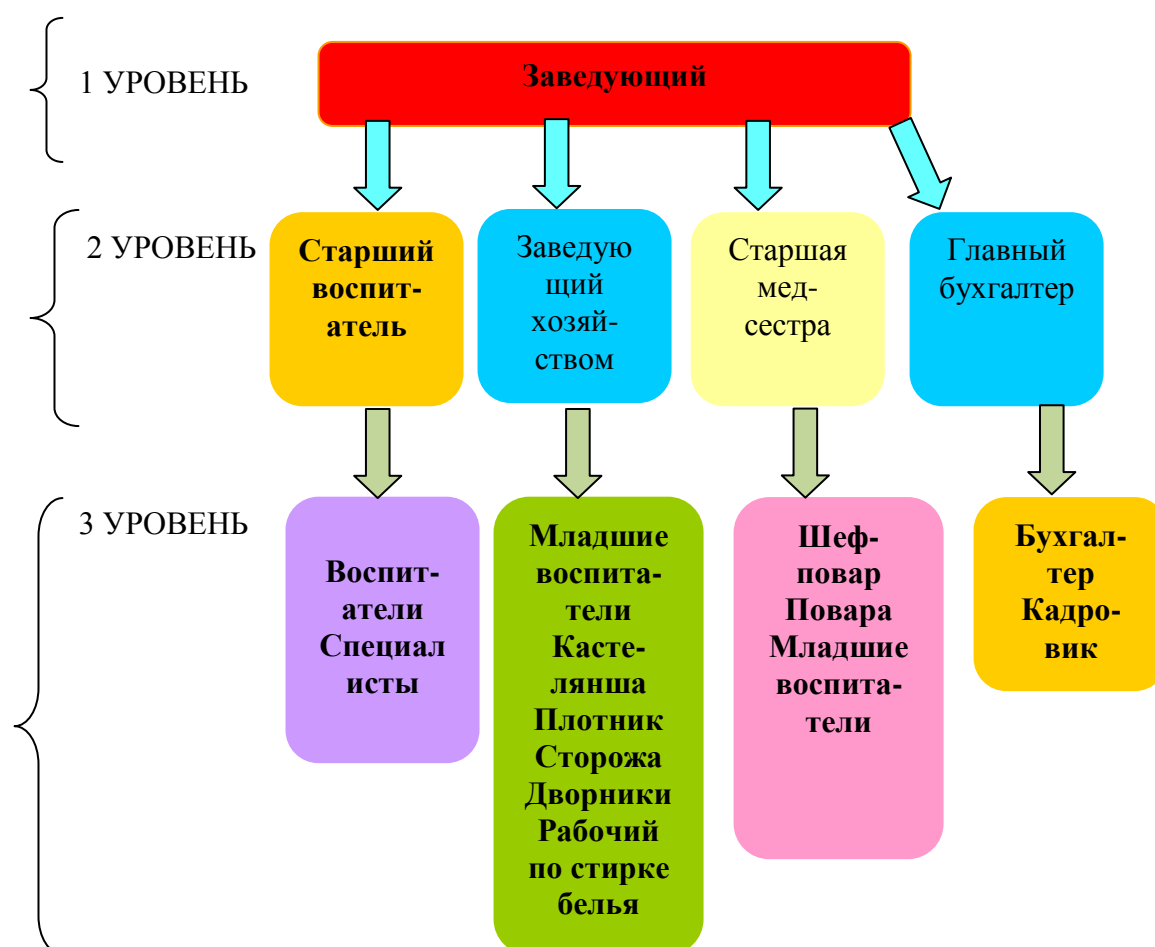 1 УРОВЕНЬ
Заведующий
2 УРОВЕНЬ
Старший
воспит-
атель
Заведую
щий
хозяй-
ством
Старшая
мед-
сестра
Главный
бухгалтер
3 УРОВЕНЬ
Воспит-
атели
Специал
исты
Младшие
воспита-
тели
Касте-
лянша
Плотник
Сторожа
Дворники
Рабочий
по стирке
белья
Шеф-
повар
Повара
Младшие
воспита-
тели
Бухгал-
тер
Кадро-
вик